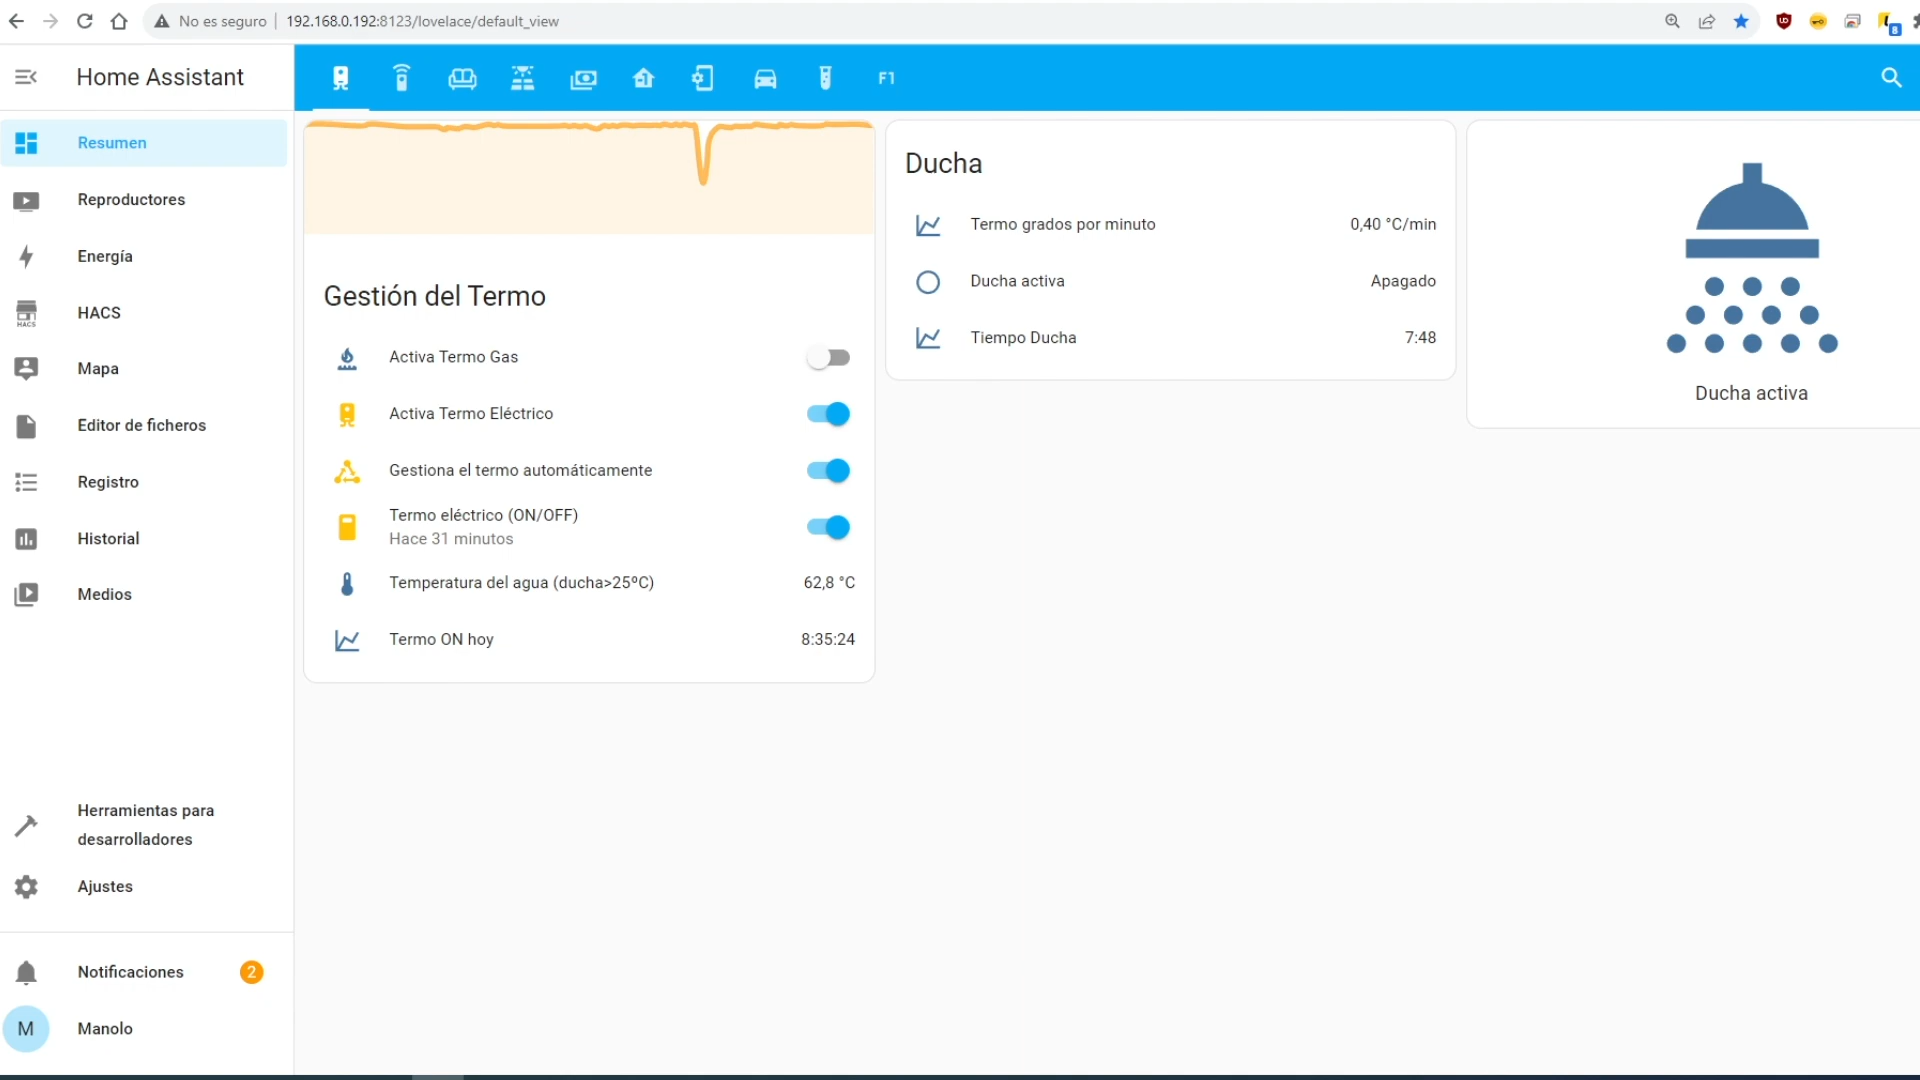 No es seguro 192.168.0.192:8123/lovelace/default_view
8
Home Assistant
1
F1
Resumen
Reproductores
Energía
HACS
HACS
Mapa
Editor de ficheros
Registro
Historial
Medios
Herramientas para
desarrolladores
Ajustes
Notificaciones 2
M Manolo
Gestión del Termo
Activa Termo Gas
Activa Termo Eléctrico
Gestiona el termo automáticamente
Termo eléctrico (ON/OFF)
Hace 31 minutos
Temperatura del agua (ducha>25ºC) 62,8 °C
Termo ON hoy 8:35:24
Ducha
Termo grados por minuto 0,40 °C/min
Ducha activa Apagado
Tiempo Ducha 7:48
Ducha activa